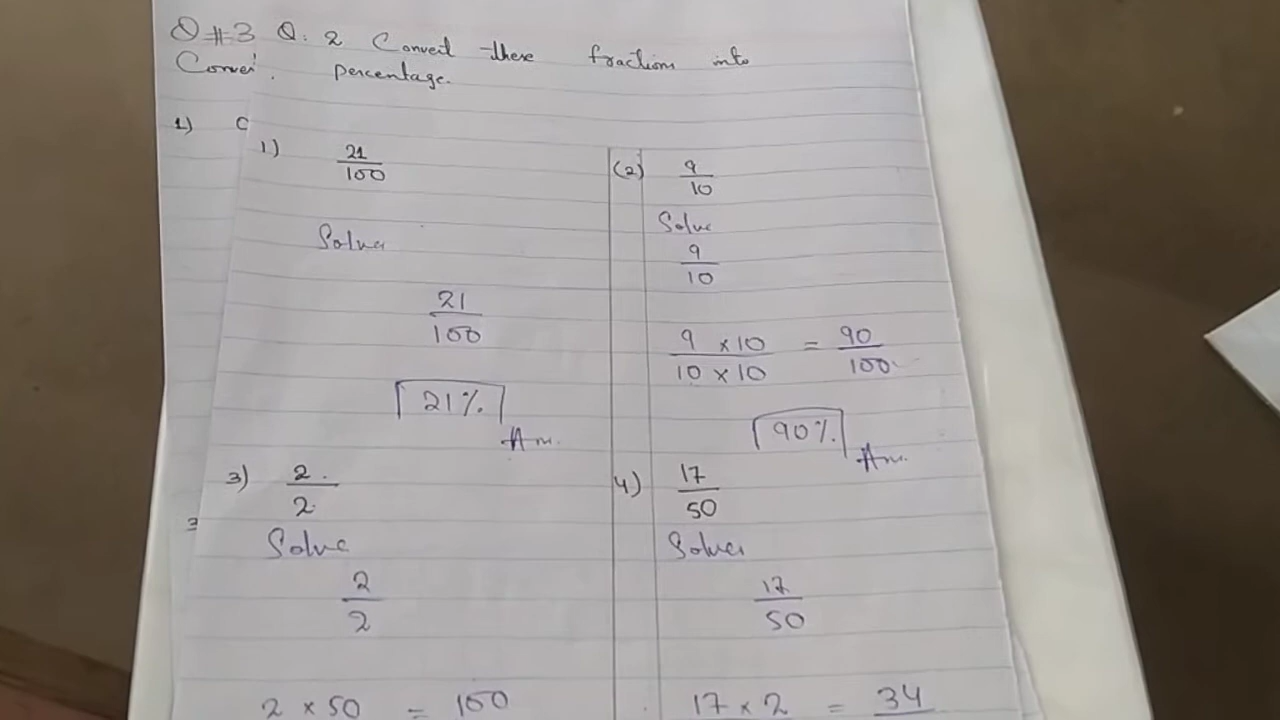 Q#3 Q. 2 Convert these fractions into
percentage.
1)
1) 21/100
Solve
21/100
21%
Ans.
(2) 9/10
Solve
9/10
9 × 10 / 10 × 10 = 90/100
90%
Ans.
3) 2/2
Solve
2/2
2 × 50 = 100
4) 17/50
Solve
17/50
17 × 2 = 34